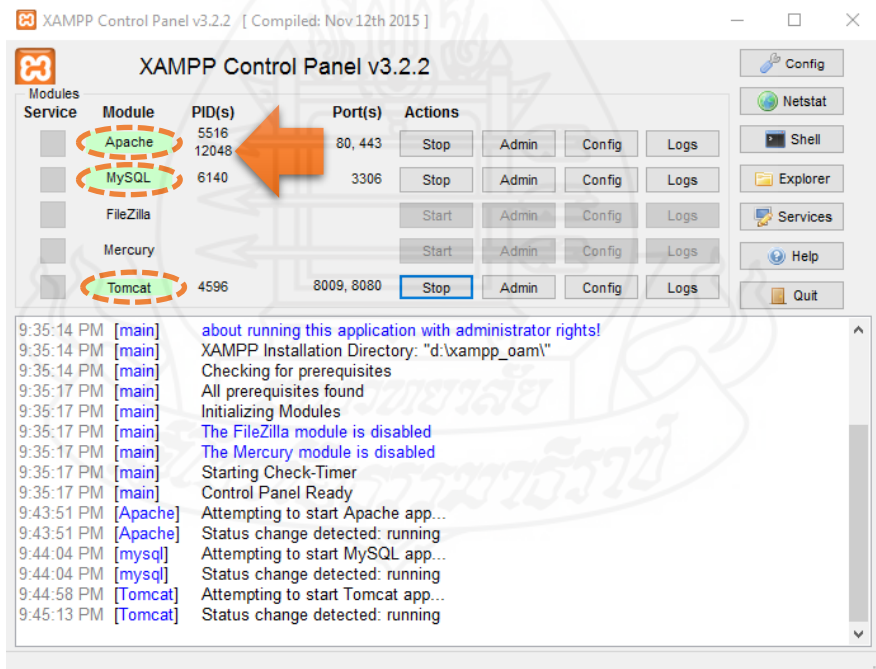 XAMPP Control Panel v3.2.2 [ Compiled: Nov 12th 2015 ]
XAMPP Control Panel v3.2.2
Config
Modules
Service Module PID(s) Port(s) Actions
Netstat
Apache 5516 12048 80, 443 Stop Admin Config Logs
Shell
MySQL 6140 3306 Stop Admin Config Logs
Explorer
FileZilla Start Admin Config Logs
Services
Mercury Start Admin Config Logs
Help
Tomcat 4596 8009, 8080 Stop Admin Config Logs
Quit
9:35:14 PM [main] about running this application with administrator rights!
9:35:14 PM [main] XAMPP Installation Directory: "d:\xampp_oam\"
9:35:14 PM [main] Checking for prerequisites
9:35:17 PM [main] All prerequisites found
9:35:17 PM [main] Initializing Modules
9:35:17 PM [main] The FileZilla module is disabled
9:35:17 PM [main] The Mercury module is disabled
9:35:17 PM [main] Starting Check-Timer
9:35:17 PM [main] Control Panel Ready
9:43:51 PM [Apache] Attempting to start Apache app...
9:43:51 PM [Apache] Status change detected: running
9:44:04 PM [mysql] Attempting to start MySQL app...
9:44:04 PM [mysql] Status change detected: running
9:44:58 PM [Tomcat] Attempting to start Tomcat app...
9:45:13 PM [Tomcat] Status change detected: running